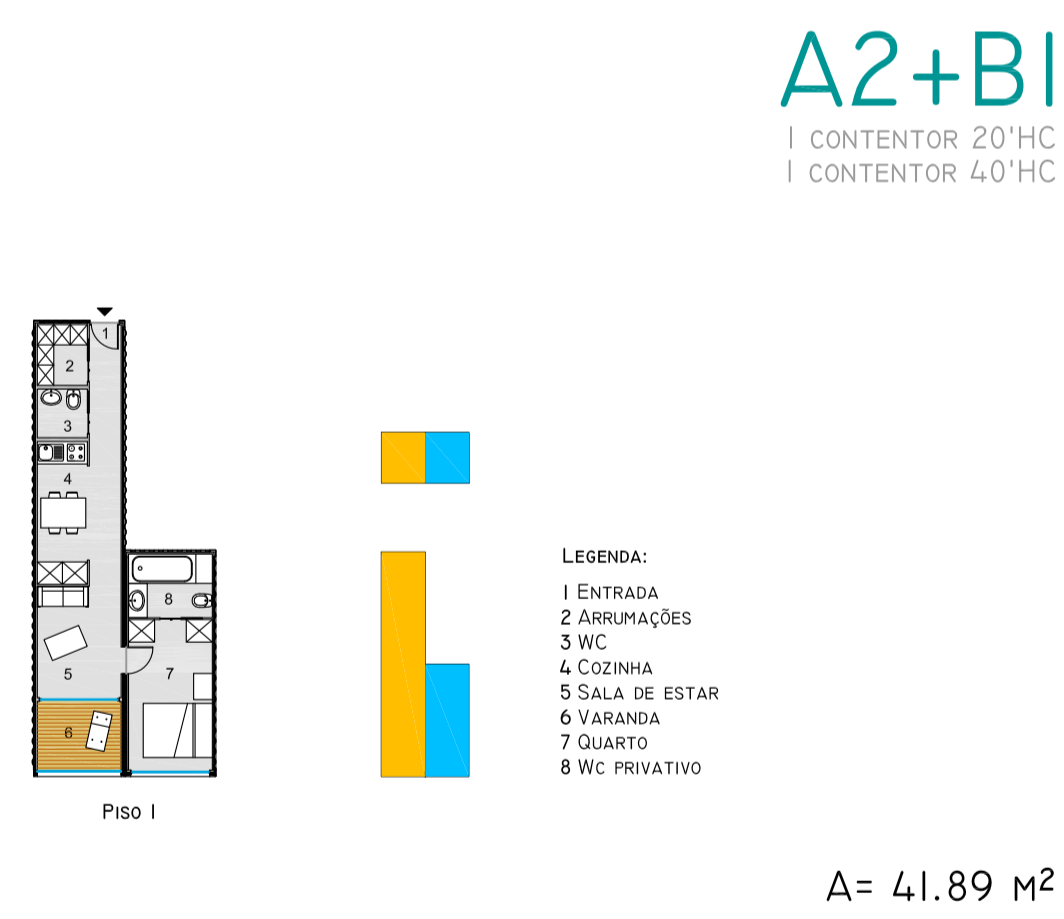 A2+B1
1 CONTENTOR 20'HC
1 CONTENTOR 40'HC
1
2
3
4
5
6
7
8
PISO 1
LEGENDA:
1 ENTRADA
2 ARRUMAÇÕES
3 WC
4 COZINHA
5 SALA DE ESTAR
6 VARANDA
7 QUARTO
8 WC PRIVATIVO
A= 41.89 M²